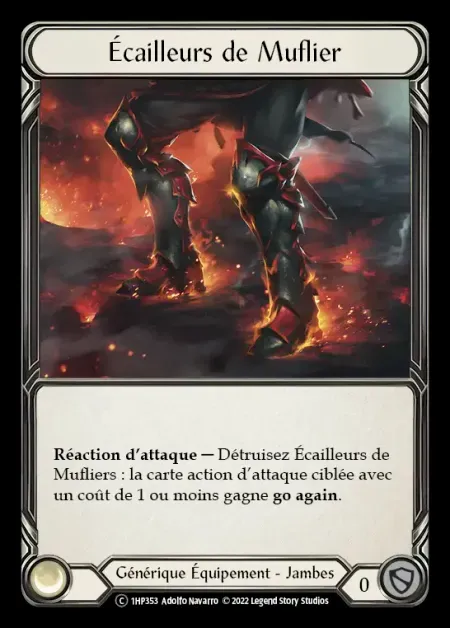 Écailleurs de Muflier
Réaction d'attaque — Détruisez Écailleurs de
Mufliers : la carte action d'attaque ciblée avec
un coût de 1 ou moins gagne go again.
Générique Équipement - Jambes
0
C 1HP353 Adolfo Navarro © 2022 Legend Story Studios